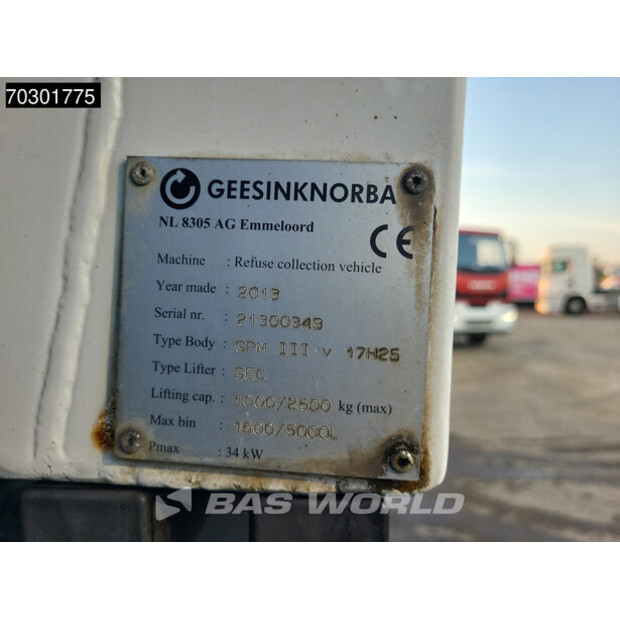 70301775
GEESINKNORBA
NL 8305 AG Emmeloord
CE
Machine : Refuse collection vehicle
Year made : 2013
Serial nr. : 21300349
Type Body : GPM III v 17H25
Type Lifter : GCC
Lifting cap. : 1000/2500 kg (max)
Max bin : 1600/5000L
Pmax : 34 kW
BAS WORLD